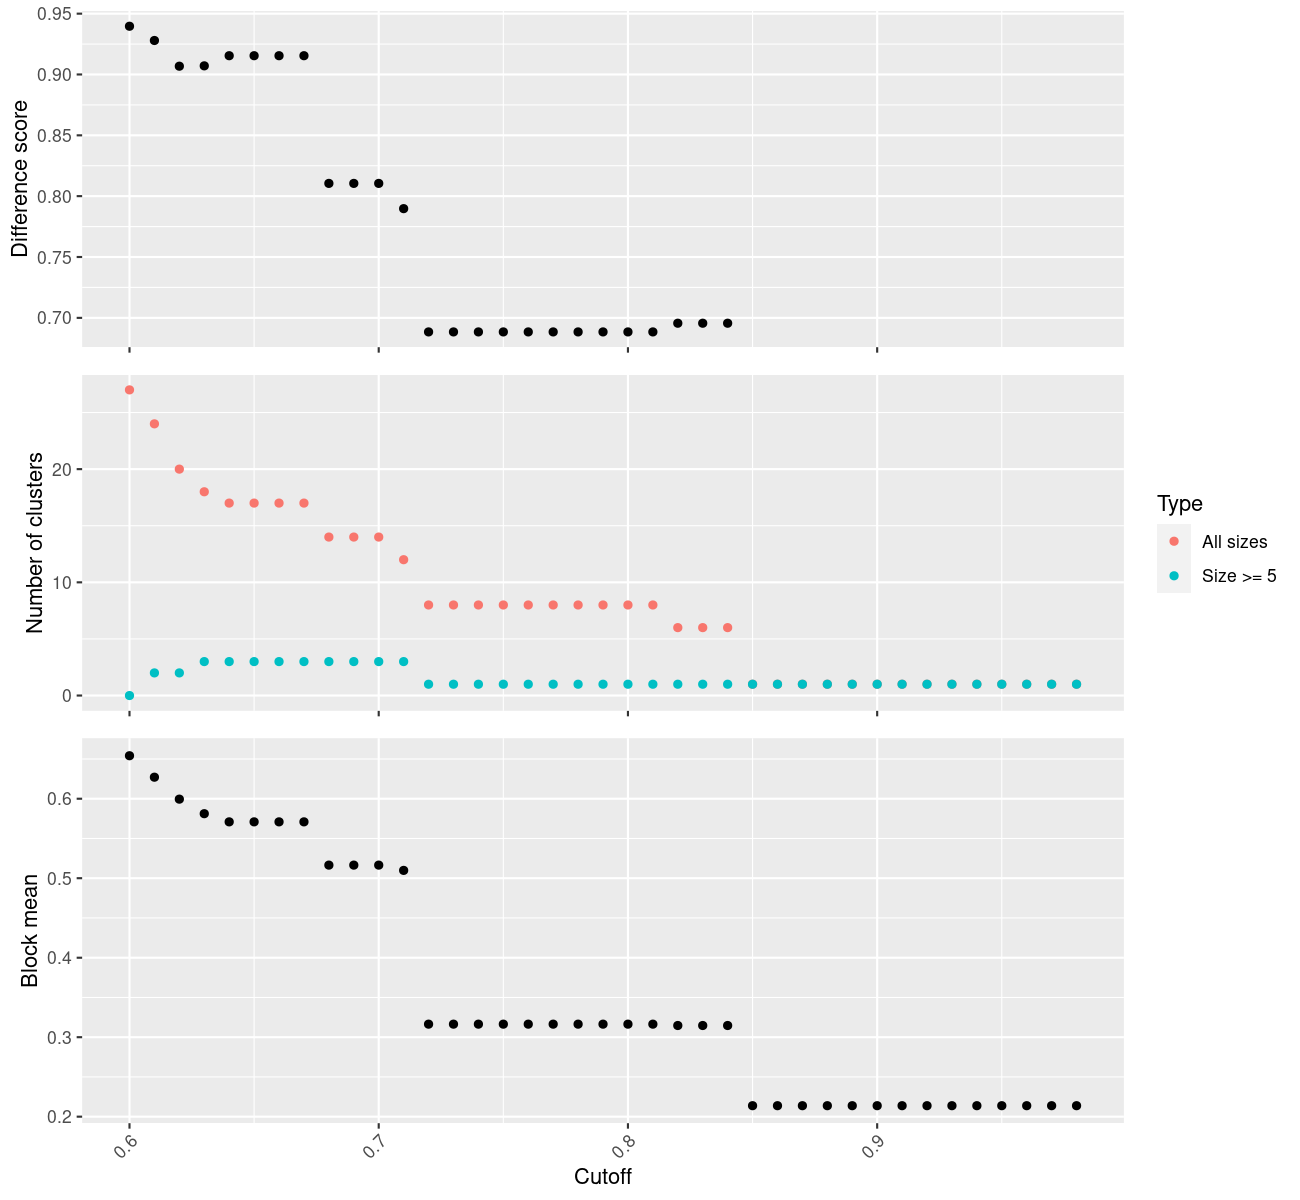 Difference score
0.95
0.90
0.85
0.80
0.75
0.70
Number of clusters
20
10
0
Type
All sizes
Size >= 5
Block mean
0.6
0.5
0.4
0.3
0.2
0.6 0.7 0.8 0.9
Cutoff